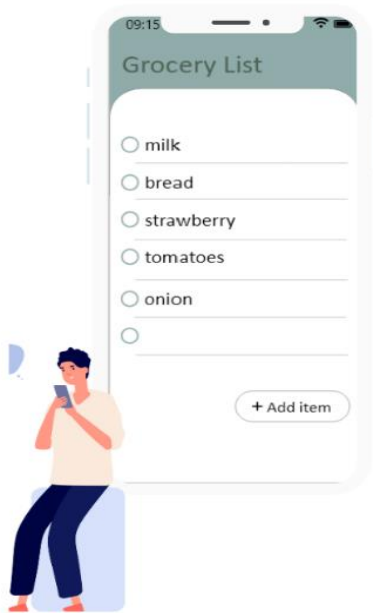 09:15
Grocery List
milk
bread
strawberry
tomatoes
onion
+ Add item